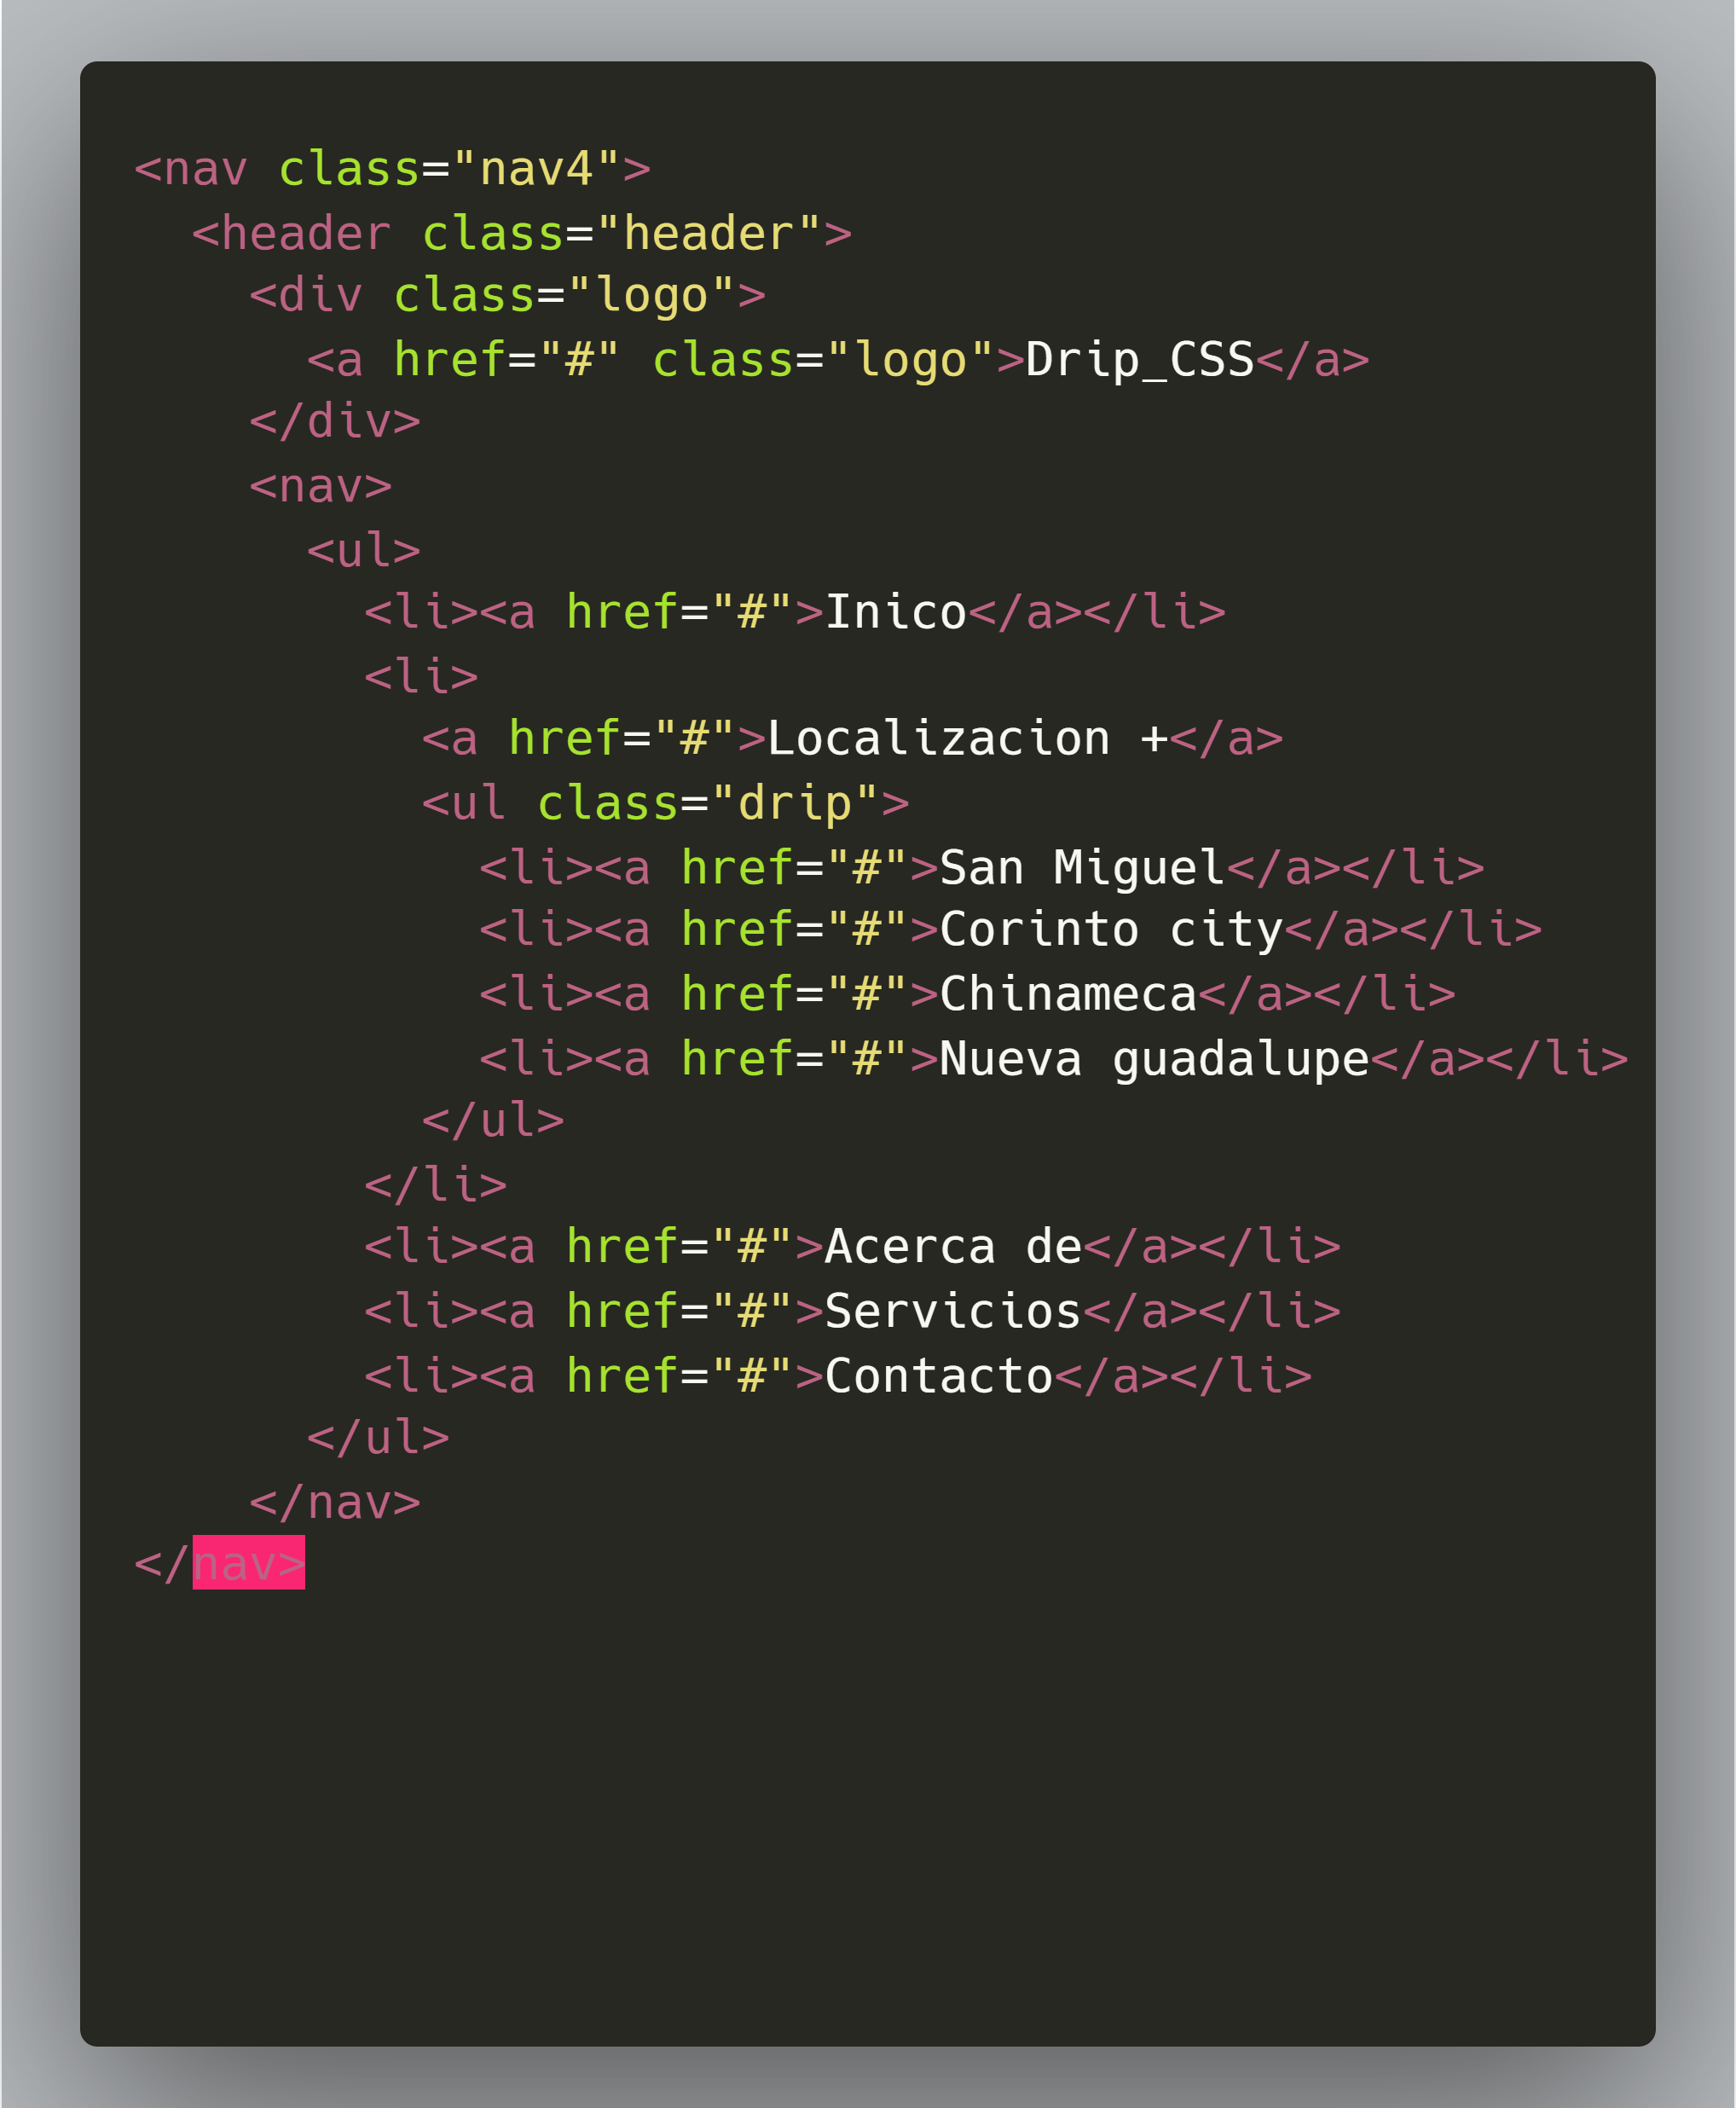 <nav class="nav4">
  <header class="header">
    <div class="logo">
      <a href="#" class="logo">Drip_CSS</a>
    </div>
    <nav>
      <ul>
        <li><a href="#">Inico</a></li>
        <li>
          <a href="#">Localizacion +</a>
          <ul class="drip">
            <li><a href="#">San Miguel</a></li>
            <li><a href="#">Corinto city</a></li>
            <li><a href="#">Chinameca</a></li>
            <li><a href="#">Nueva guadalupe</a></li>
          </ul>
        </li>
        <li><a href="#">Acerca de</a></li>
        <li><a href="#">Servicios</a></li>
        <li><a href="#">Contacto</a></li>
      </ul>
    </nav>
</nav>